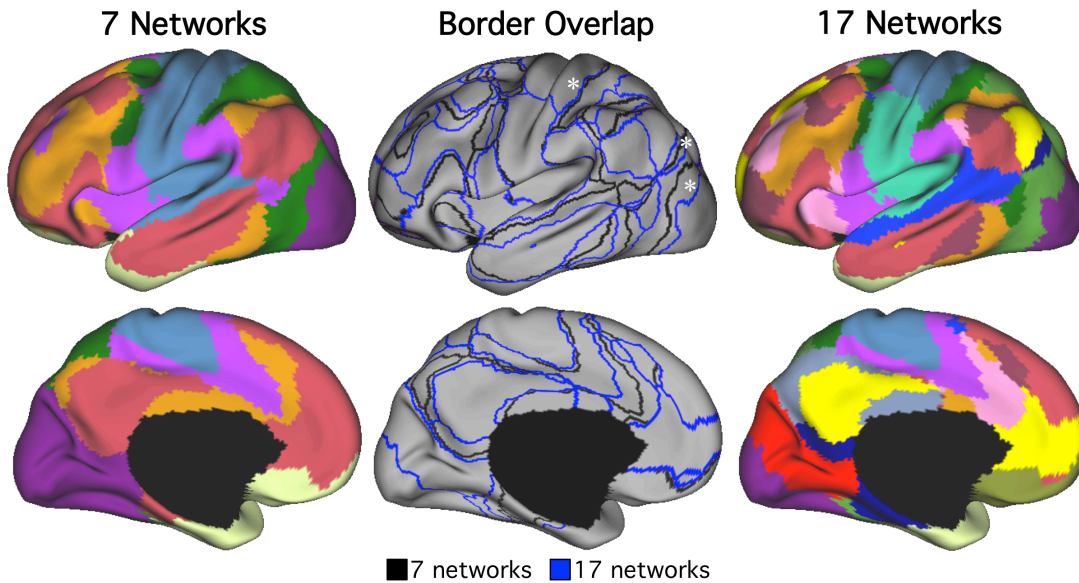 7 Networks
Border Overlap
17 Networks
*
*
*
7 networks
17 networks